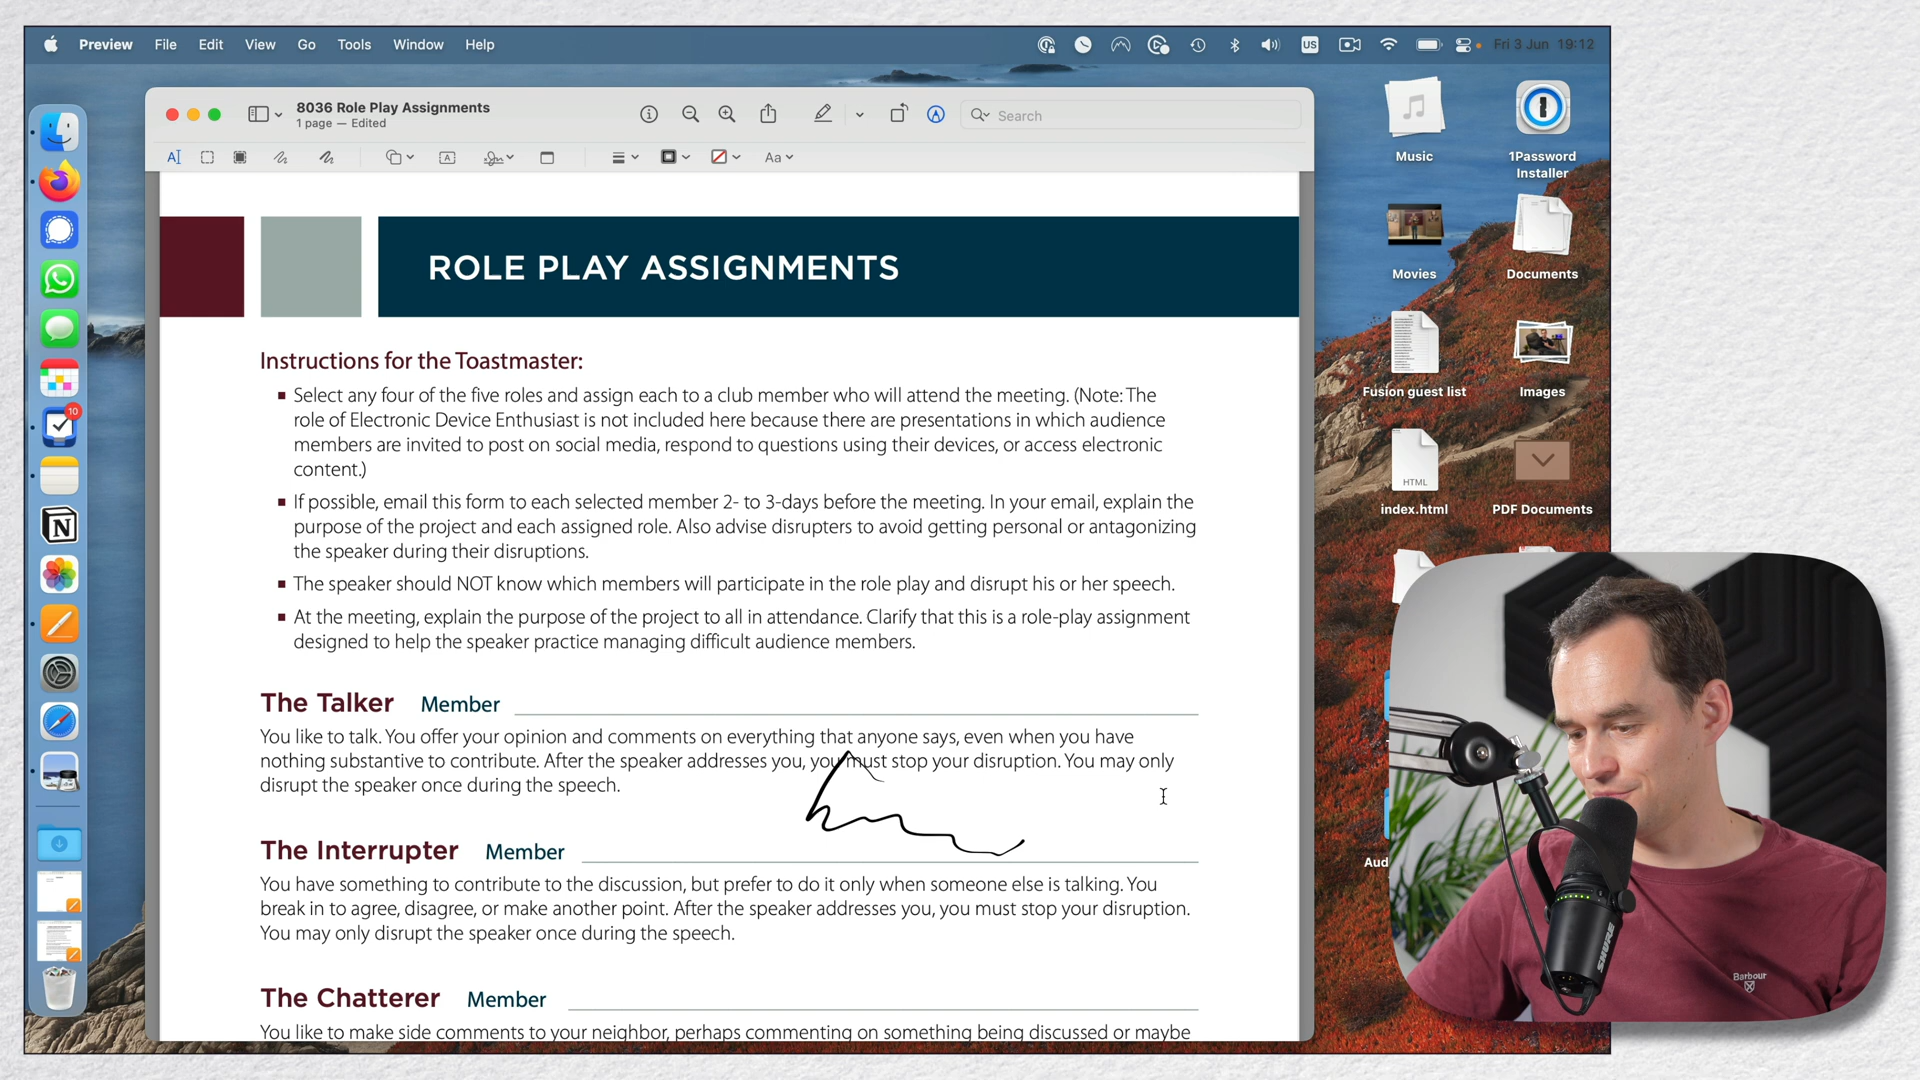 Preview File Edit View Go Tools Window Help
US
Fri 3 Jun 19:12
8036 Role Play Assignments
1 page — Edited
Search
A
Aa
ROLE PLAY ASSIGNMENTS
Instructions for the Toastmaster:
Select any four of the five roles and assign each to a club member who will attend the meeting. (Note: The
role of Electronic Device Enthusiast is not included here because there are presentations in which audience
members are invited to post on social media, respond to questions using their devices, or access electronic
content.)
If possible, email this form to each selected member 2- to 3-days before the meeting. In your email, explain the
purpose of the project and each assigned role. Also advise disrupters to avoid getting personal or antagonizing
the speaker during their disruptions.
The speaker should NOT know which members will participate in the role play and disrupt his or her speech.
At the meeting, explain the purpose of the project to all in attendance. Clarify that this is a role-play assignment
designed to help the speaker practice managing difficult audience members.
The Talker Member
You like to talk. You offer your opinion and comments on everything that anyone says, even when you have
nothing substantive to contribute. After the speaker addresses you, you must stop your disruption. You may only
disrupt the speaker once during the speech.
The Interrupter Member
You have something to contribute to the discussion, but prefer to do it only when someone else is talking. You
break in to agree, disagree, or make another point. After the speaker addresses you, you must stop your disruption.
You may only disrupt the speaker once during the speech.
The Chatterer Member
You like to make side comments to your neighbor, perhaps commenting on something being discussed or maybe
10
Music
1Password
Installer
Movies
Documents
Fusion guest list
Images
HTML
index.html
PDF Documents
Aud
SHURE
Barbour